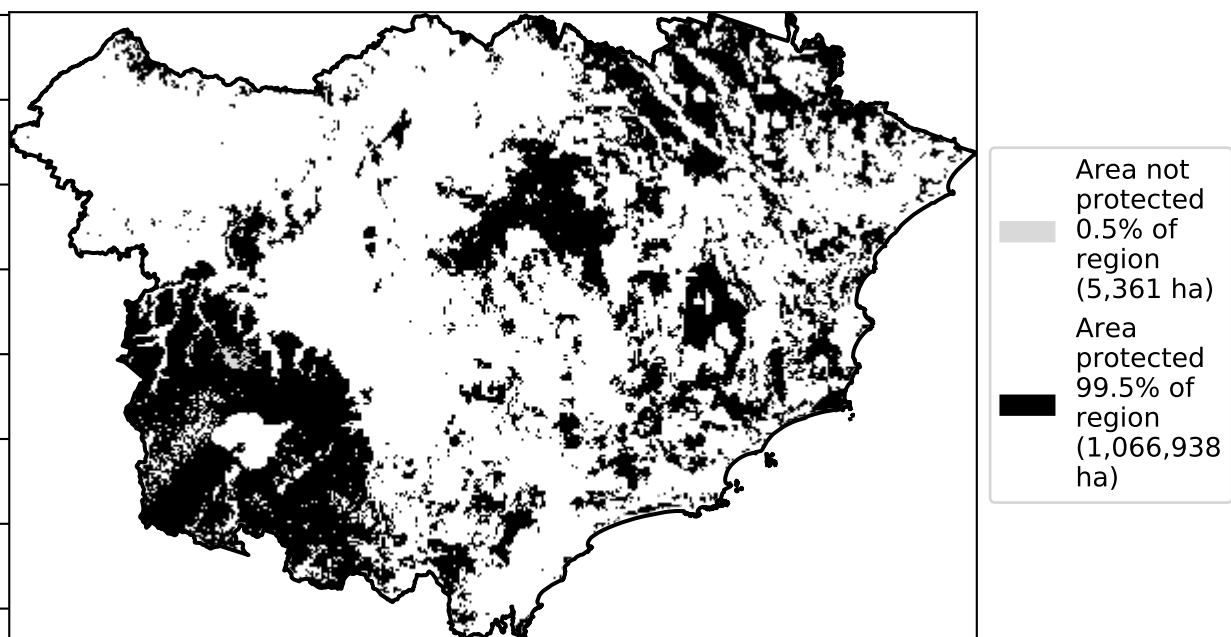 Area not
protected
0.5% of
region
(5,361 ha)
Area
protected
99.5% of
region
(1,066,938
ha)